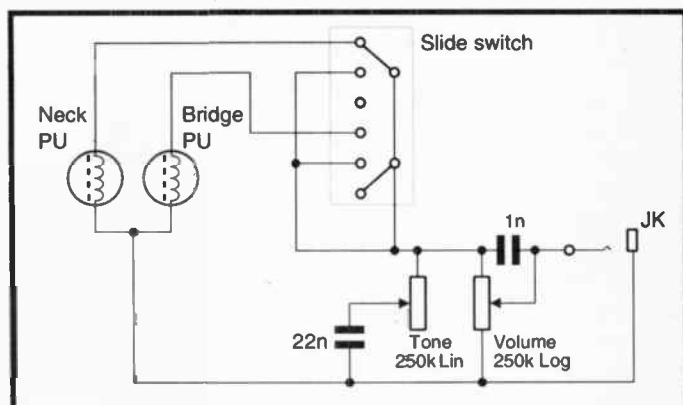 Slide switch
Neck
PU
Bridge
PU
1n
JK
22n
Tone
250k Lin
Volume
250k Log